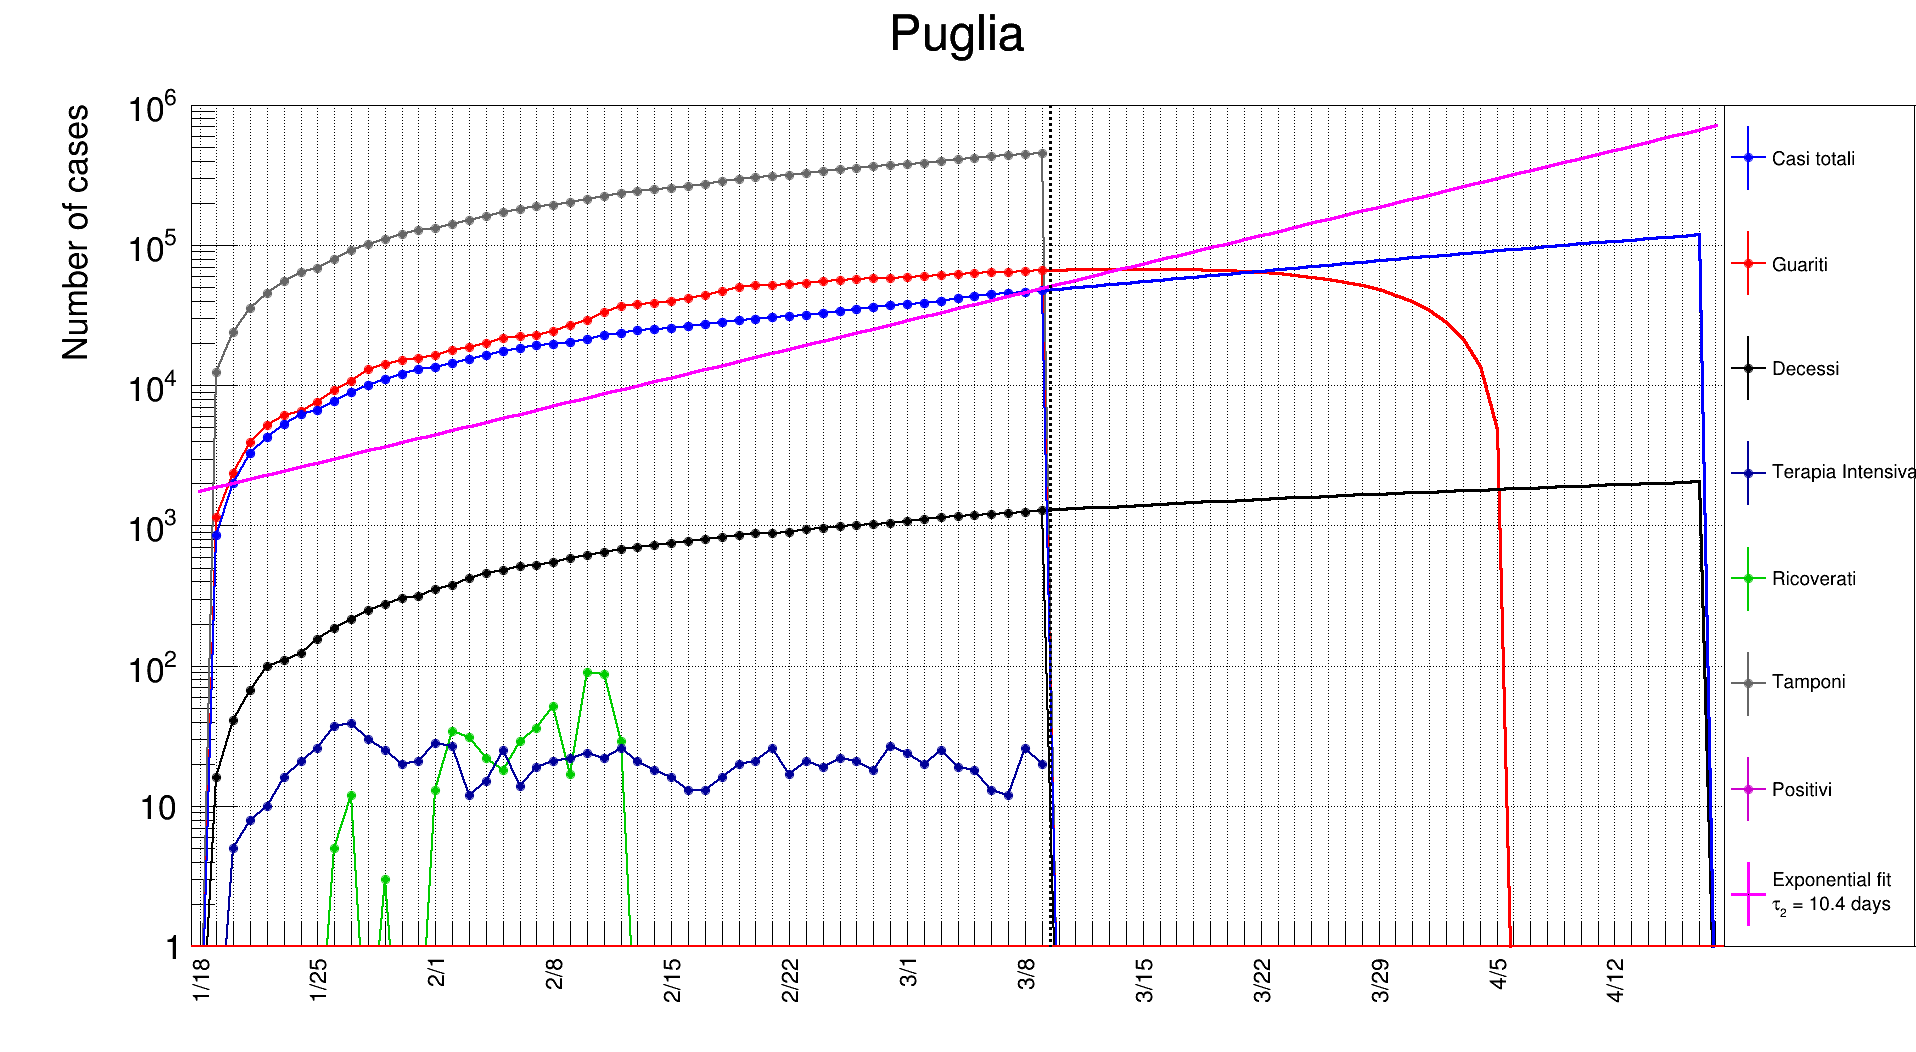 Puglia
Number of cases
10^6
10^5
10^4
10^3
10^2
10
1
1/18
1/25
2/1
2/8
2/15
2/22
3/1
3/8
3/15
3/22
3/29
4/5
4/12
Casi totali
Guariti
Decessi
Terapia Intensiva
Ricoverati
Tamponi
Positivi
Exponential fit
τ₂ = 10.4 days